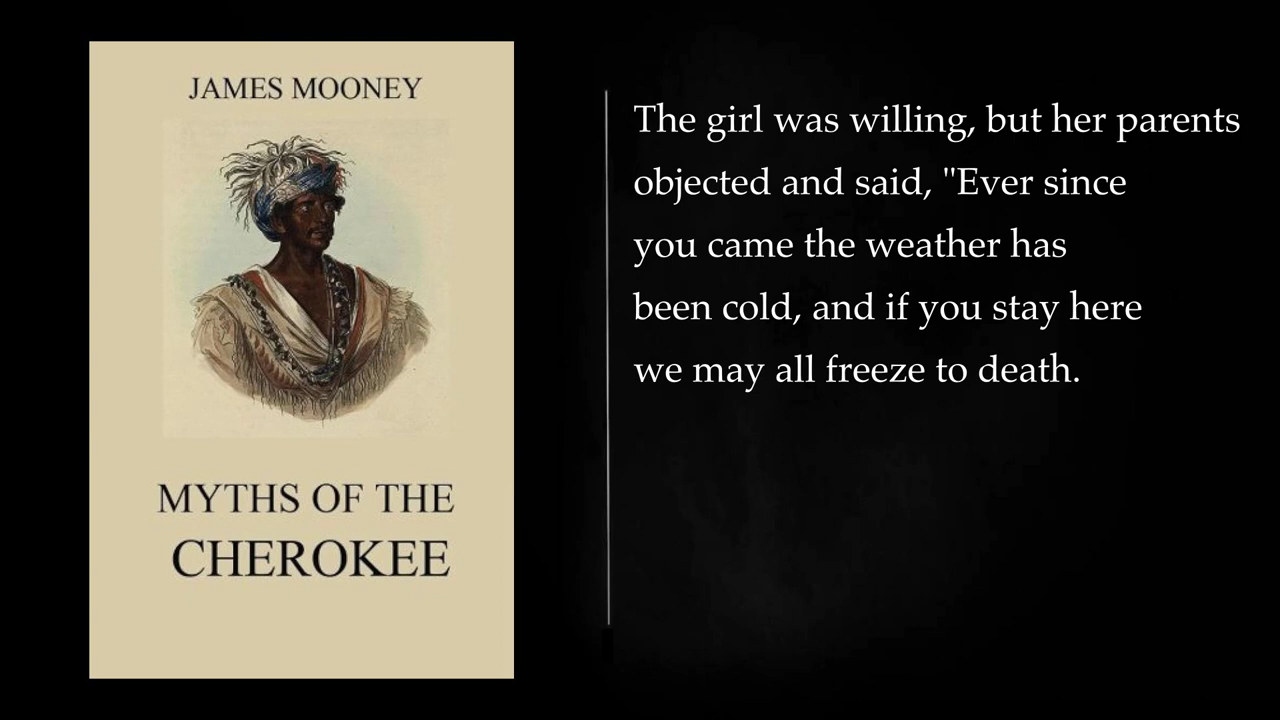 JAMES MOONEY
MYTHS OF THE
CHEROKEE
The girl was willing, but her parents
objected and said, "Ever since
you came the weather has
been cold, and if you stay here
we may all freeze to death.